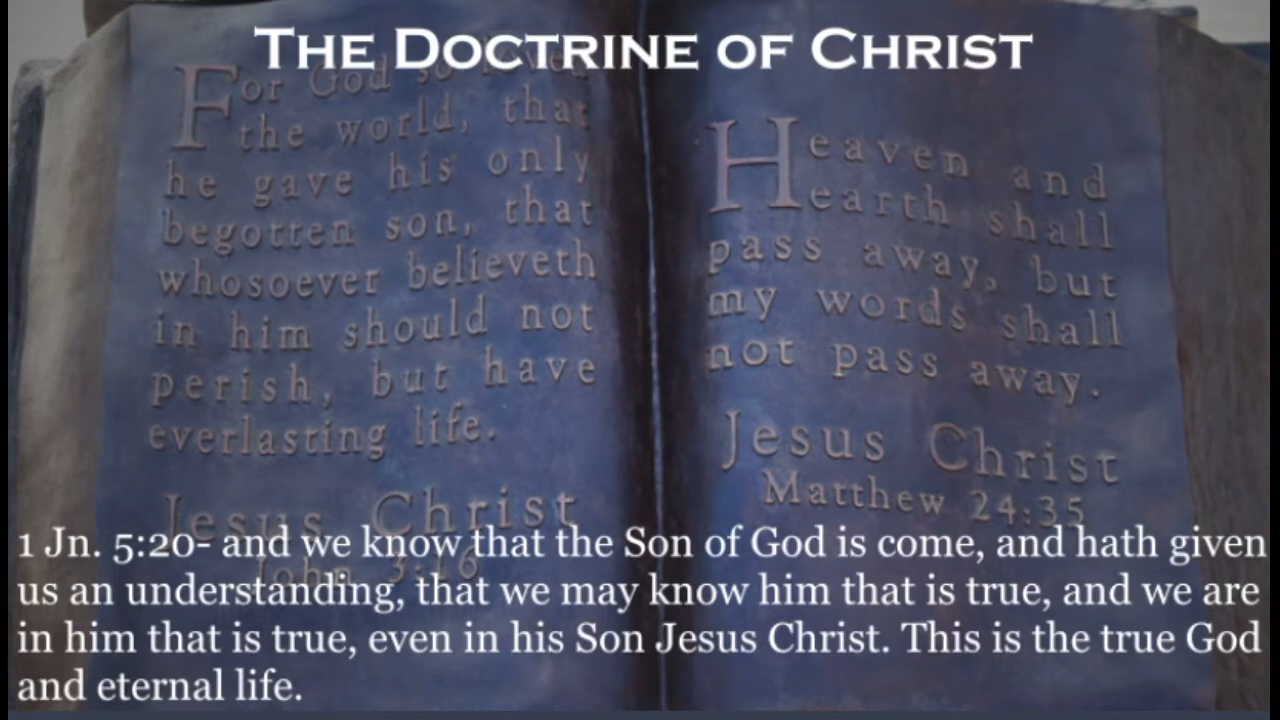 THE DOCTRINE OF CHRIST
For God so loved
the world, that
he gave his only
begotten son, that
whosoever believeth
in him should not
perish, but have
everlasting life.
Jesus Christ
John 3:16
Heaven and
earth shall
pass away, but
my words shall
not pass away.
Jesus Christ
Matthew 24:35
1 Jn. 5:20- and we know that the Son of God is come, and hath given
us an understanding, that we may know him that is true, and we are
in him that is true, even in his Son Jesus Christ. This is the true God
and eternal life.